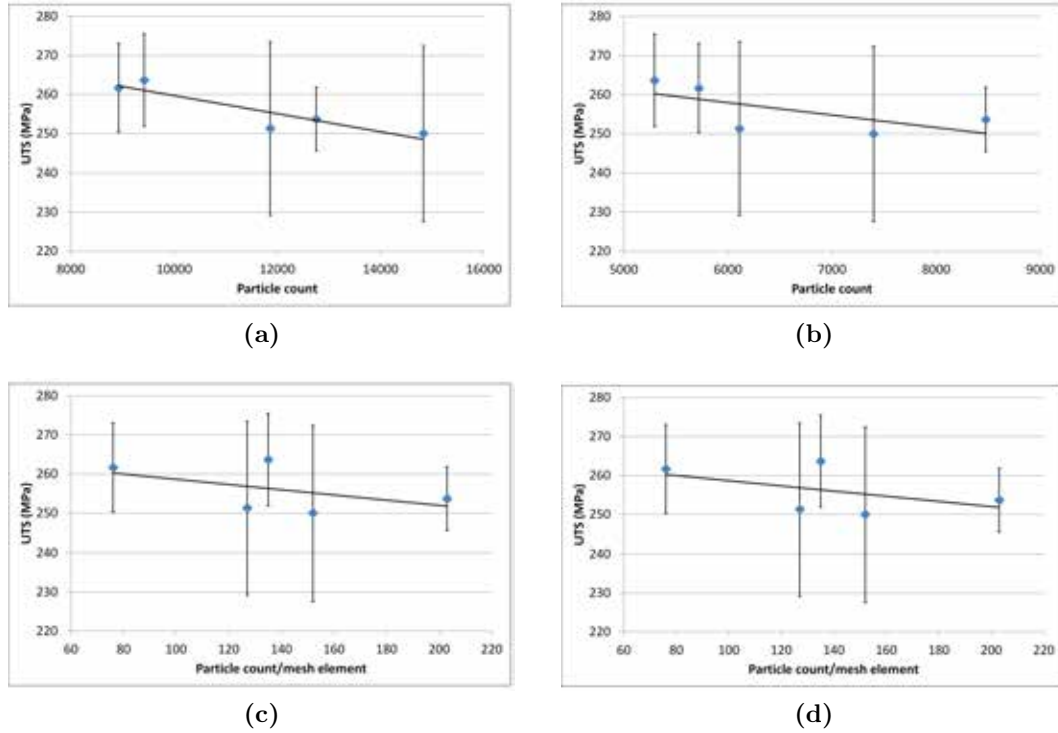 280
270
260
250
240
230
220
UTS (MPa)
8000 10000 12000 14000 16000
Particle count
(a)
280
270
260
250
240
230
220
UTS (MPa)
5000 6000 7000 8000 9000
Particle count
(b)
280
270
260
250
240
230
220
UTS (MPa)
60 80 100 120 140 160 180 200 220
Particle count/mesh element
(c)
280
270
260
250
240
230
220
UTS (MPa)
60 80 100 120 140 160 180 200 220
Particle count/mesh element
(d)